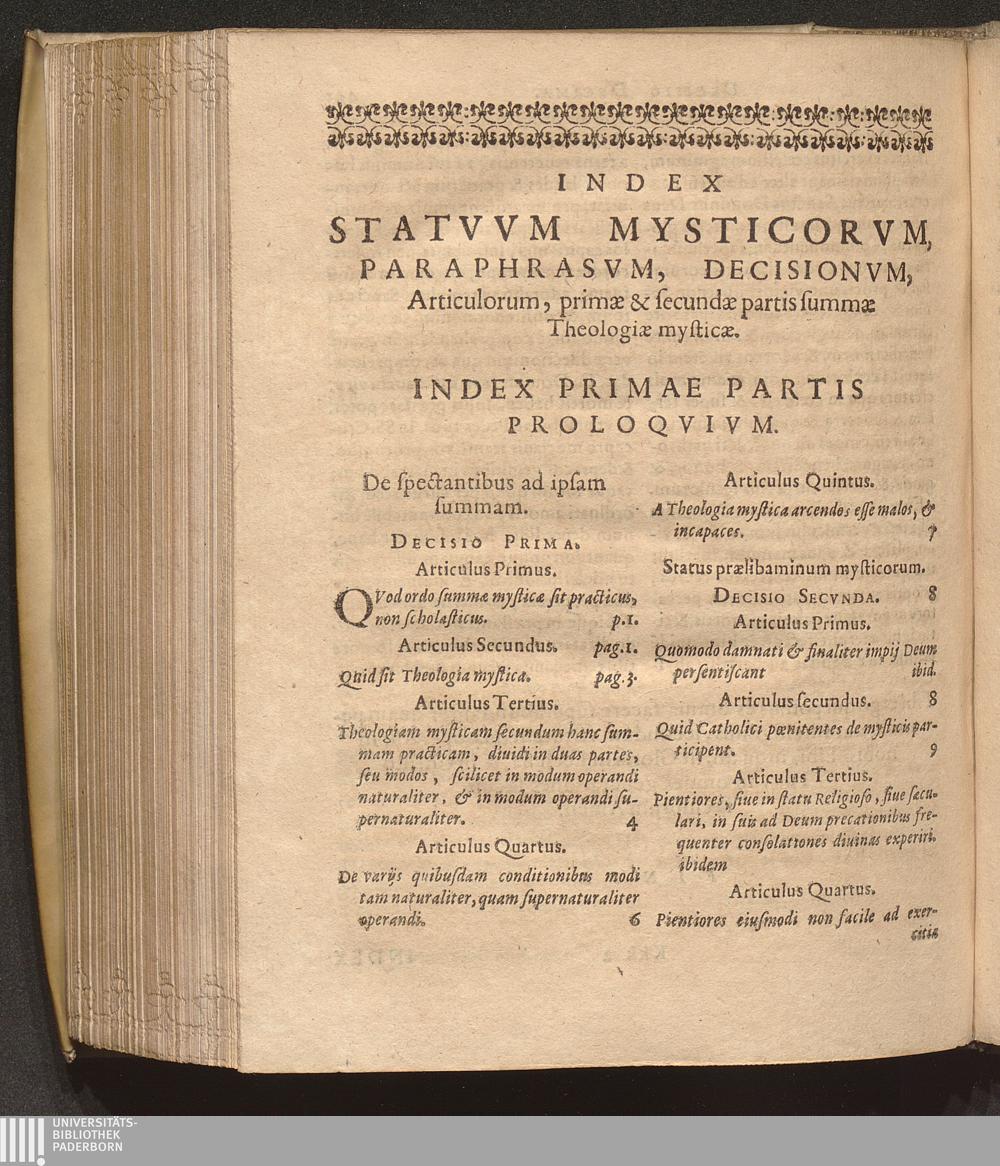 INDEX
STATVVM MYSTICORVM,
PARAPHRASVM, DECISIONVM,
Articulorum, primæ & ſecundæ partis ſummæ
Theologiæ myſticæ.
INDEX PRIMAE PARTIS
PROLOQVIVM.
De ſpectantibus ad ipſam
ſummam.
DECISIO PRIMA.
Articulus Primus.
QVod ordo ſummæ myſticæ ſit practicus,
non ſcholaſticus. p.1.
Articulus Secundus. pag.1.
Quid ſit Theologia myſtica. pag.3.
Articulus Tertius.
Theologiam myſticam ſecundum hanc ſum-
mam practicam, diuidi in duas partes,
ſeu modos, ſcilicet in modum operandi
naturaliter, & in modum operandi ſu-
pernaturaliter. 4
Articulus Quartus.
De varijs quibuſdam conditionibus modi
tam naturaliter, quam ſupernaturaliter
operandi. 6
Articulus Quintus.
A Theologia myſtica arcendos eſſe malos, &
incapaces. 7
Status prælibaminum myſticorum.
DECISIO SECVNDA. 8
Articulus Primus.
Quomodo damnati & finaliter impij Deum
perſentiſcant ibid.
Articulus ſecundus. 8
Quid Catholici pœnitentes de myſticis par-
ticipent. 9
Articulus Tertius.
Pientiores, ſiue in ſtatu Religioſo, ſiue ſæcu-
lari, in ſuis ad Deum precationibus fre-
quenter conſolationes diuinas experiri.
ibidem
Articulus Quartus.
Pientiores eiuſmodi non facile ad exer-
citia
UNIVERSITÄTS-
BIBLIOTHEK
PADERBORN